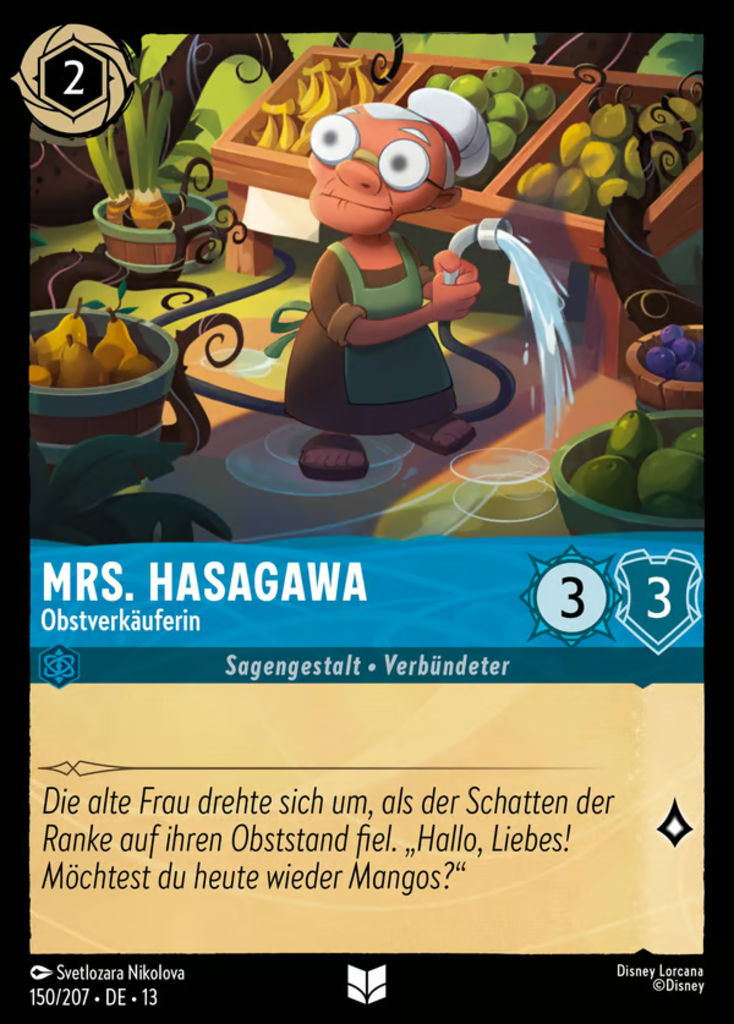 2
MRS. HASAGAWA
Obstverkäuferin
3
3
Sagengestalt • Verbündeter
Die alte Frau drehte sich um, als der Schatten der
Ranke auf ihren Obststand fiel. „Hallo, Liebes!
Möchtest du heute wieder Mangos?“
Svetlozara Nikolova
150/207 • DE • 13
Disney Lorcana
©Disney